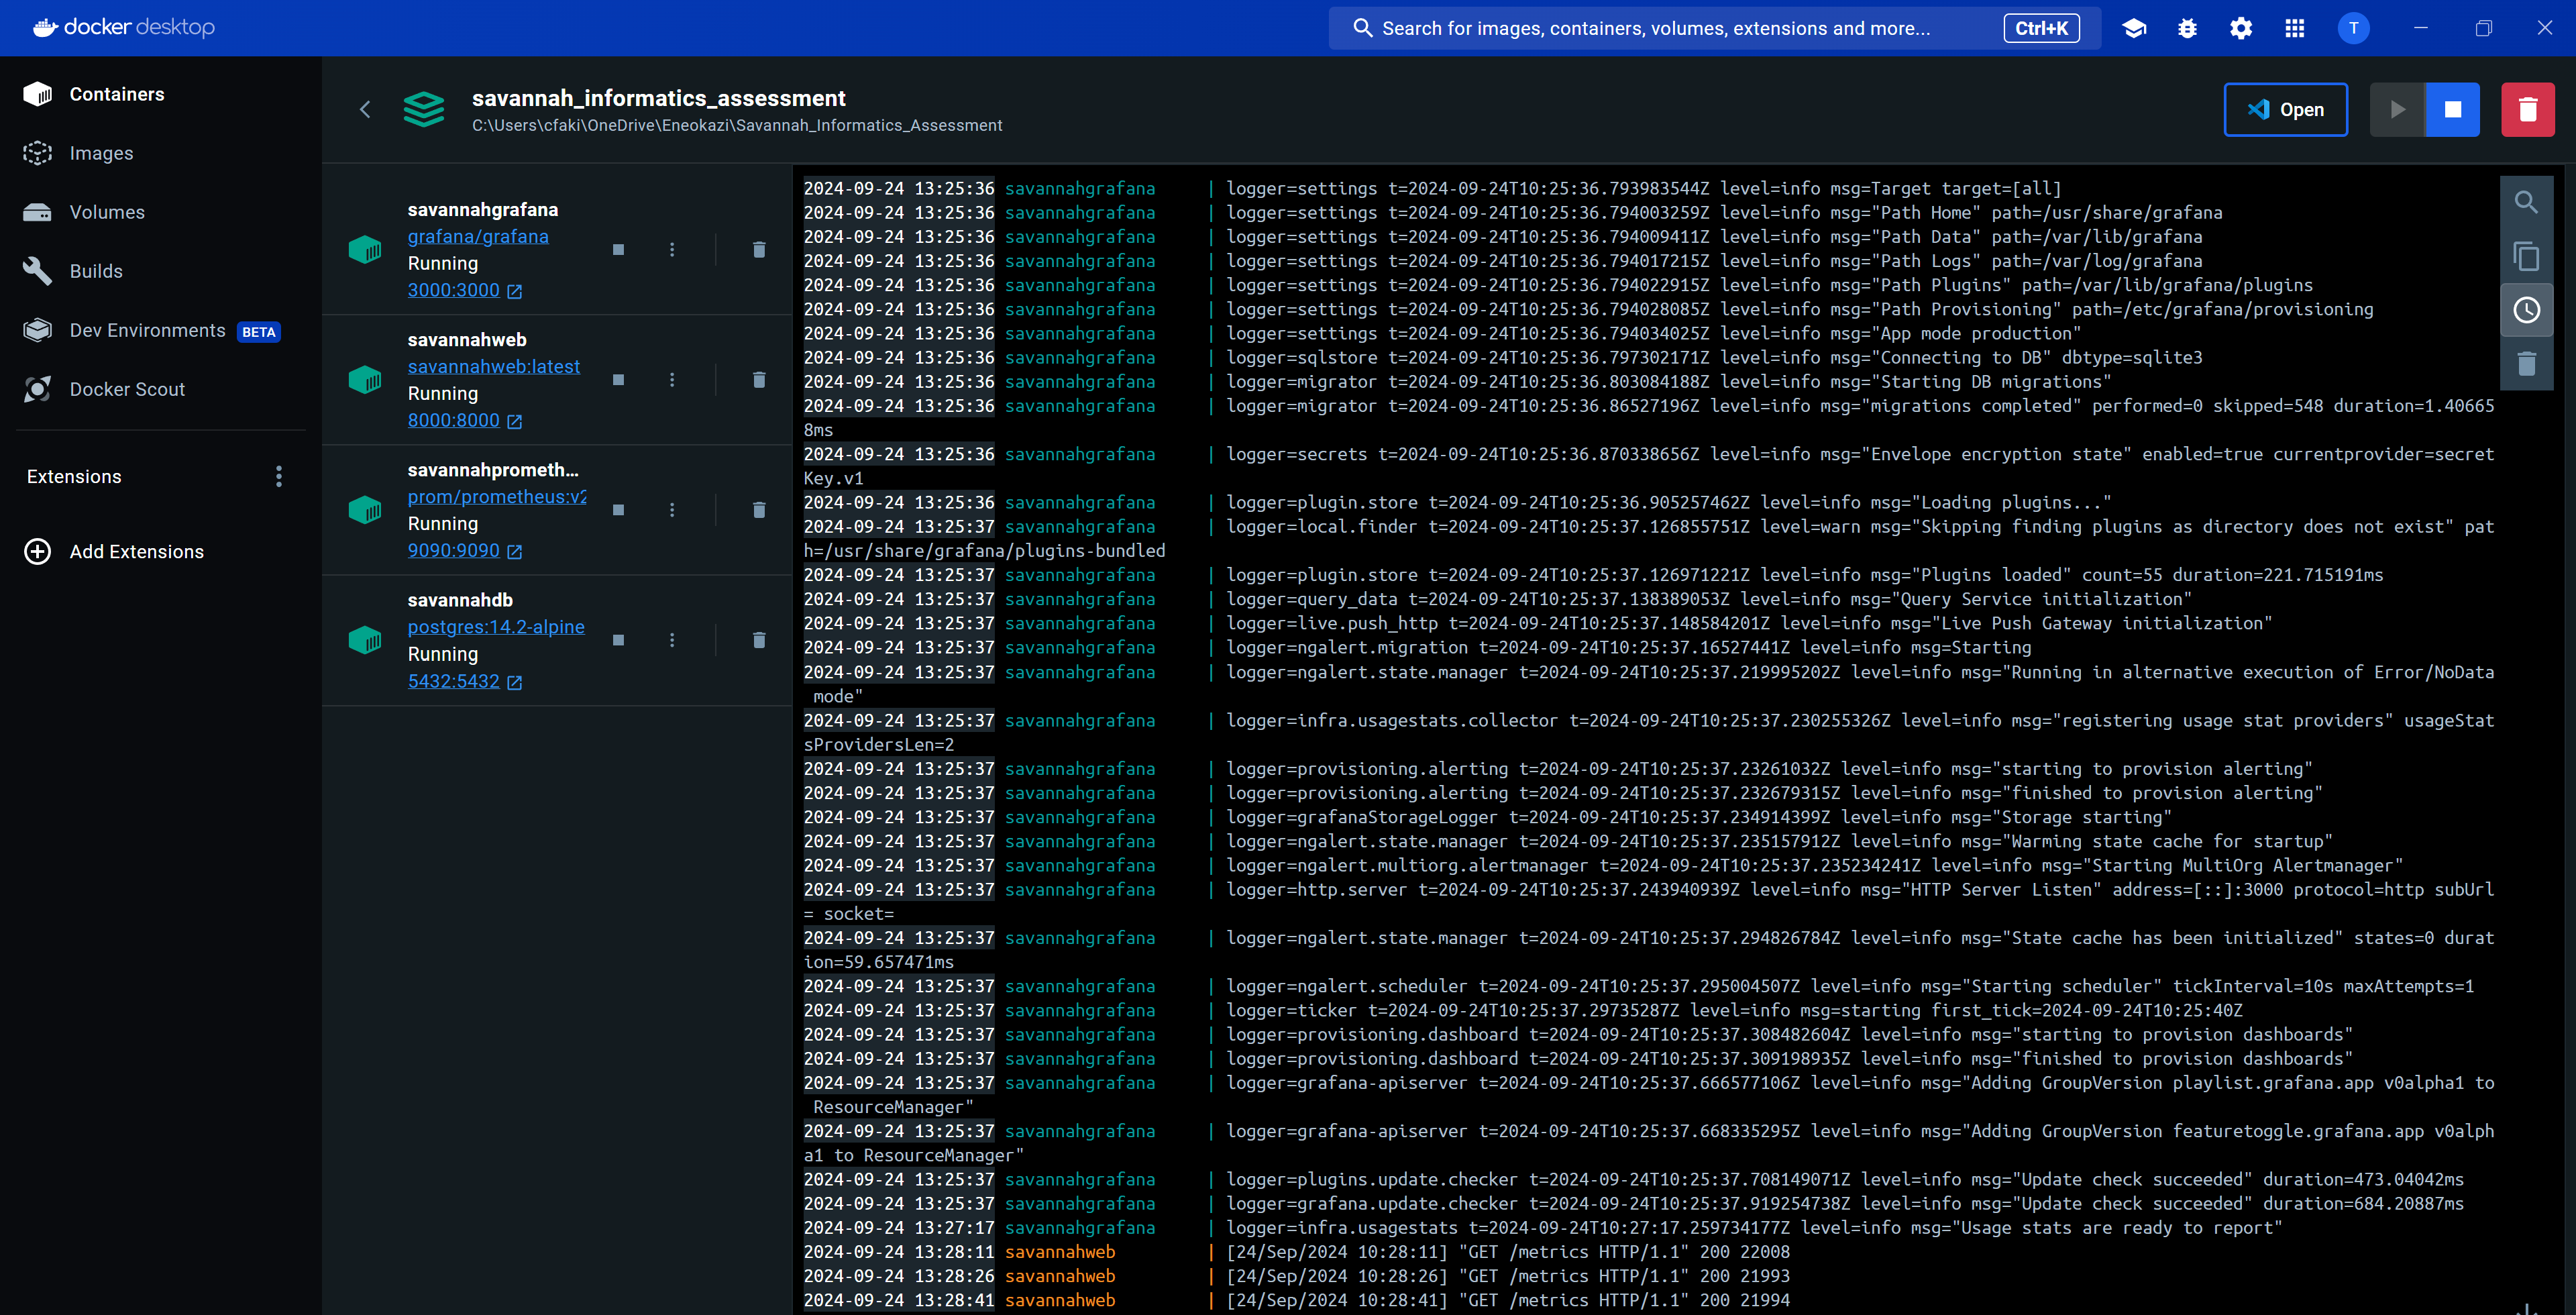 docker desktop
Search for images, containers, volumes, extensions and more...
Ctrl+K
T
Containers
Images
Volumes
Builds
Dev Environments BETA
Docker Scout
Extensions
Add Extensions
savannah_informatics_assessment
C:\Users\cfaki\OneDrive\Eneokazi\Savannah_Informatics_Assessment
Open
savannahgrafana
grafana/grafana
Running
3000:3000
savannahweb
savannahweb:latest
Running
8000:8000
savannahprometh...
prom/prometheus:v2
Running
9090:9090
savannahdb
postgres:14.2-alpine
Running
5432:5432
2024-09-24 13:25:36 savannahgrafana | logger=settings t=2024-09-24T10:25:36.793983544Z level=info msg=Target target=[all]
2024-09-24 13:25:36 savannahgrafana | logger=settings t=2024-09-24T10:25:36.794003259Z level=info msg="Path Home" path=/usr/share/grafana
2024-09-24 13:25:36 savannahgrafana | logger=settings t=2024-09-24T10:25:36.794009411Z level=info msg="Path Data" path=/var/lib/grafana
2024-09-24 13:25:36 savannahgrafana | logger=settings t=2024-09-24T10:25:36.794017215Z level=info msg="Path Logs" path=/var/log/grafana
2024-09-24 13:25:36 savannahgrafana | logger=settings t=2024-09-24T10:25:36.794022915Z level=info msg="Path Plugins" path=/var/lib/grafana/plugins
2024-09-24 13:25:36 savannahgrafana | logger=settings t=2024-09-24T10:25:36.794028085Z level=info msg="Path Provisioning" path=/etc/grafana/provisioning
2024-09-24 13:25:36 savannahgrafana | logger=settings t=2024-09-24T10:25:36.794034025Z level=info msg="App mode production"
2024-09-24 13:25:36 savannahgrafana | logger=sqlstore t=2024-09-24T10:25:36.797302171Z level=info msg="Connecting to DB" dbtype=sqlite3
2024-09-24 13:25:36 savannahgrafana | logger=migrator t=2024-09-24T10:25:36.803084188Z level=info msg="Starting DB migrations"
2024-09-24 13:25:36 savannahgrafana | logger=migrator t=2024-09-24T10:25:36.86527196Z level=info msg="migrations completed" performed=0 skipped=548 duration=1.40665
8ms
2024-09-24 13:25:36 savannahgrafana | logger=secrets t=2024-09-24T10:25:36.870338656Z level=info msg="Envelope encryption state" enabled=true currentprovider=secret
Key.v1
2024-09-24 13:25:36 savannahgrafana | logger=plugin.store t=2024-09-24T10:25:36.905257462Z level=info msg="Loading plugins..."
2024-09-24 13:25:37 savannahgrafana | logger=local.finder t=2024-09-24T10:25:37.126855751Z level=warn msg="Skipping finding plugins as directory does not exist" pat
h=/usr/share/grafana/plugins-bundled
2024-09-24 13:25:37 savannahgrafana | logger=plugin.store t=2024-09-24T10:25:37.126971221Z level=info msg="Plugins loaded" count=55 duration=221.715191ms
2024-09-24 13:25:37 savannahgrafana | logger=query_data t=2024-09-24T10:25:37.138389053Z level=info msg="Query Service initialization"
2024-09-24 13:25:37 savannahgrafana | logger=live.push_http t=2024-09-24T10:25:37.148584201Z level=info msg="Live Push Gateway initialization"
2024-09-24 13:25:37 savannahgrafana | logger=ngalert.migration t=2024-09-24T10:25:37.16527441Z level=info msg=Starting
2024-09-24 13:25:37 savannahgrafana | logger=ngalert.state.manager t=2024-09-24T10:25:37.219995202Z level=info msg="Running in alternative execution of Error/NoData
mode"
2024-09-24 13:25:37 savannahgrafana | logger=infra.usagestats.collector t=2024-09-24T10:25:37.230255326Z level=info msg="registering usage stat providers" usageStat
sProvidersLen=2
2024-09-24 13:25:37 savannahgrafana | logger=provisioning.alerting t=2024-09-24T10:25:37.23261032Z level=info msg="starting to provision alerting"
2024-09-24 13:25:37 savannahgrafana | logger=provisioning.alerting t=2024-09-24T10:25:37.232679315Z level=info msg="finished to provision alerting"
2024-09-24 13:25:37 savannahgrafana | logger=grafanaStorageLogger t=2024-09-24T10:25:37.234914399Z level=info msg="Storage starting"
2024-09-24 13:25:37 savannahgrafana | logger=ngalert.state.manager t=2024-09-24T10:25:37.235157912Z level=info msg="Warming state cache for startup"
2024-09-24 13:25:37 savannahgrafana | logger=ngalert.multiorg.alertmanager t=2024-09-24T10:25:37.235234241Z level=info msg="Starting MultiOrg Alertmanager"
2024-09-24 13:25:37 savannahgrafana | logger=http.server t=2024-09-24T10:25:37.243940939Z level=info msg="HTTP Server Listen" address=[::]:3000 protocol=http subUrl
= socket=
2024-09-24 13:25:37 savannahgrafana | logger=ngalert.state.manager t=2024-09-24T10:25:37.294826784Z level=info msg="State cache has been initialized" states=0 durat
ion=59.657471ms
2024-09-24 13:25:37 savannahgrafana | logger=ngalert.scheduler t=2024-09-24T10:25:37.295004507Z level=info msg="Starting scheduler" tickInterval=10s maxAttempts=1
2024-09-24 13:25:37 savannahgrafana | logger=ticker t=2024-09-24T10:25:37.29735287Z level=info msg=starting first_tick=2024-09-24T10:25:40Z
2024-09-24 13:25:37 savannahgrafana | logger=provisioning.dashboard t=2024-09-24T10:25:37.308482604Z level=info msg="starting to provision dashboards"
2024-09-24 13:25:37 savannahgrafana | logger=provisioning.dashboard t=2024-09-24T10:25:37.309198935Z level=info msg="finished to provision dashboards"
2024-09-24 13:25:37 savannahgrafana | logger=grafana-apiserver t=2024-09-24T10:25:37.666577106Z level=info msg="Adding GroupVersion playlist.grafana.app v0alpha1 to
ResourceManager"
2024-09-24 13:25:37 savannahgrafana | logger=grafana-apiserver t=2024-09-24T10:25:37.668335295Z level=info msg="Adding GroupVersion featuretoggle.grafana.app v0alph
a1 to ResourceManager"
2024-09-24 13:25:37 savannahgrafana | logger=plugins.update.checker t=2024-09-24T10:25:37.708149071Z level=info msg="Update check succeeded" duration=473.04042ms
2024-09-24 13:25:37 savannahgrafana | logger=grafana.update.checker t=2024-09-24T10:25:37.919254738Z level=info msg="Update check succeeded" duration=684.20887ms
2024-09-24 13:27:17 savannahgrafana | logger=infra.usagestats t=2024-09-24T10:27:17.259734177Z level=info msg="Usage stats are ready to report"
2024-09-24 13:28:11 savannahweb | [24/Sep/2024 10:28:11] "GET /metrics HTTP/1.1" 200 22008
2024-09-24 13:28:26 savannahweb | [24/Sep/2024 10:28:26] "GET /metrics HTTP/1.1" 200 21993
2024-09-24 13:28:41 savannahweb | [24/Sep/2024 10:28:41] "GET /metrics HTTP/1.1" 200 21994